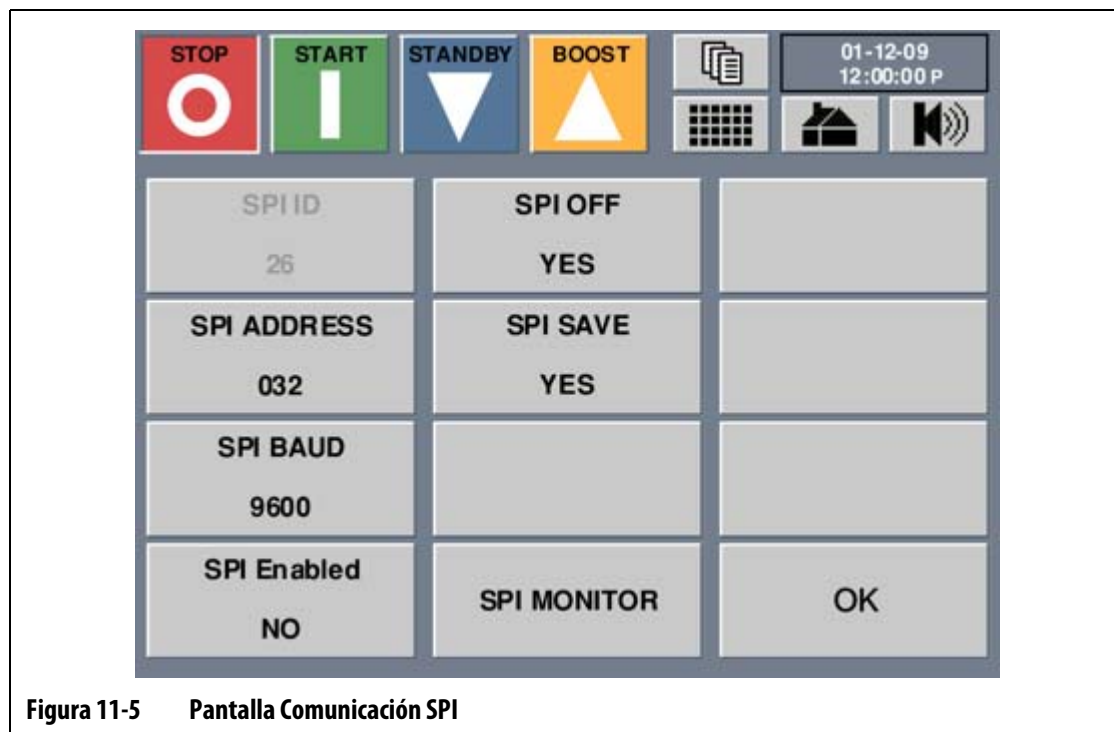 STOP START STANDBY BOOST
01-12-09
12:00:00 P
SPI ID
26
SPI OFF
YES
SPI ADDRESS
032
SPI SAVE
YES
SPI BAUD
9600
SPI Enabled
NO
SPI MONITOR
OK
Figura 11-5 Pantalla Comunicación SPI